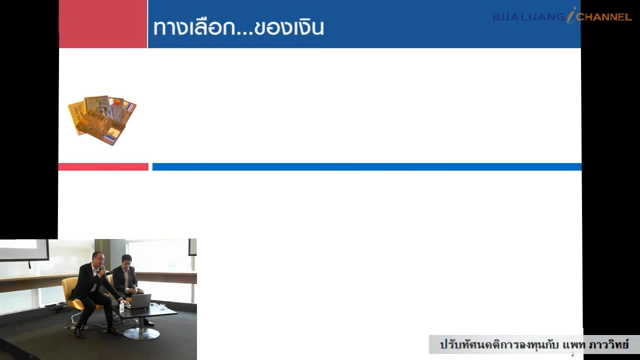 BUALUANG iCHANNEL
ทางเลือก...ของเงิน
ปรับทัศนคติการลงทุนกับ แพท ภาววิทย์